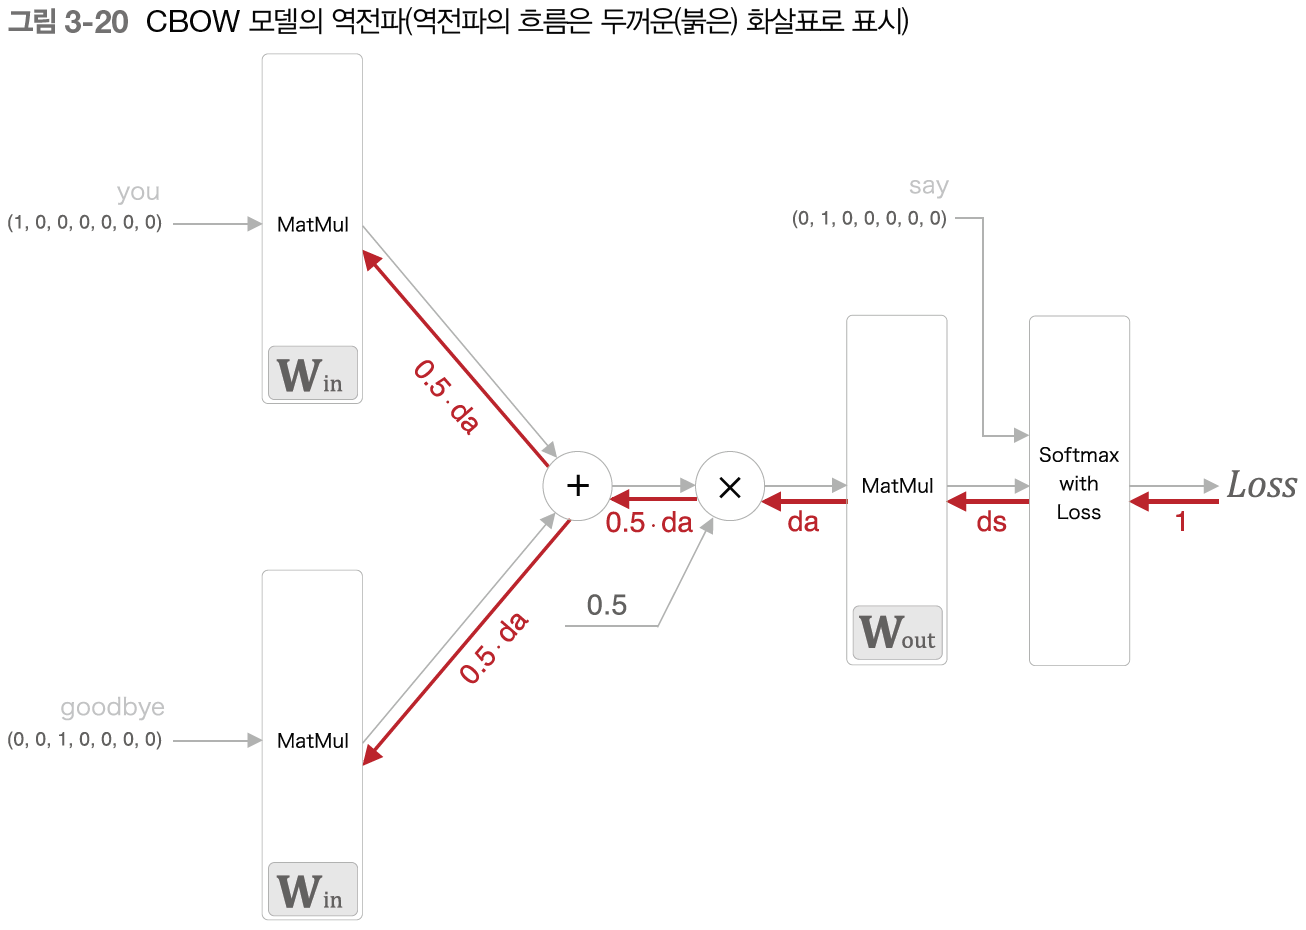 그림 3-20 CBOW 모델의 역전파(역전파의 흐름은 두꺼운(붉은) 화살표로 표시)
you
(1, 0, 0, 0, 0, 0, 0)
MatMul
W in
0.5 · da
say
(0, 1, 0, 0, 0, 0, 0)
+
0.5 · da
×
da
0.5
MatMul
W out
ds
Softmax
with
Loss
1
Loss
0.5 · da
goodbye
(0, 0, 1, 0, 0, 0, 0)
MatMul
W in